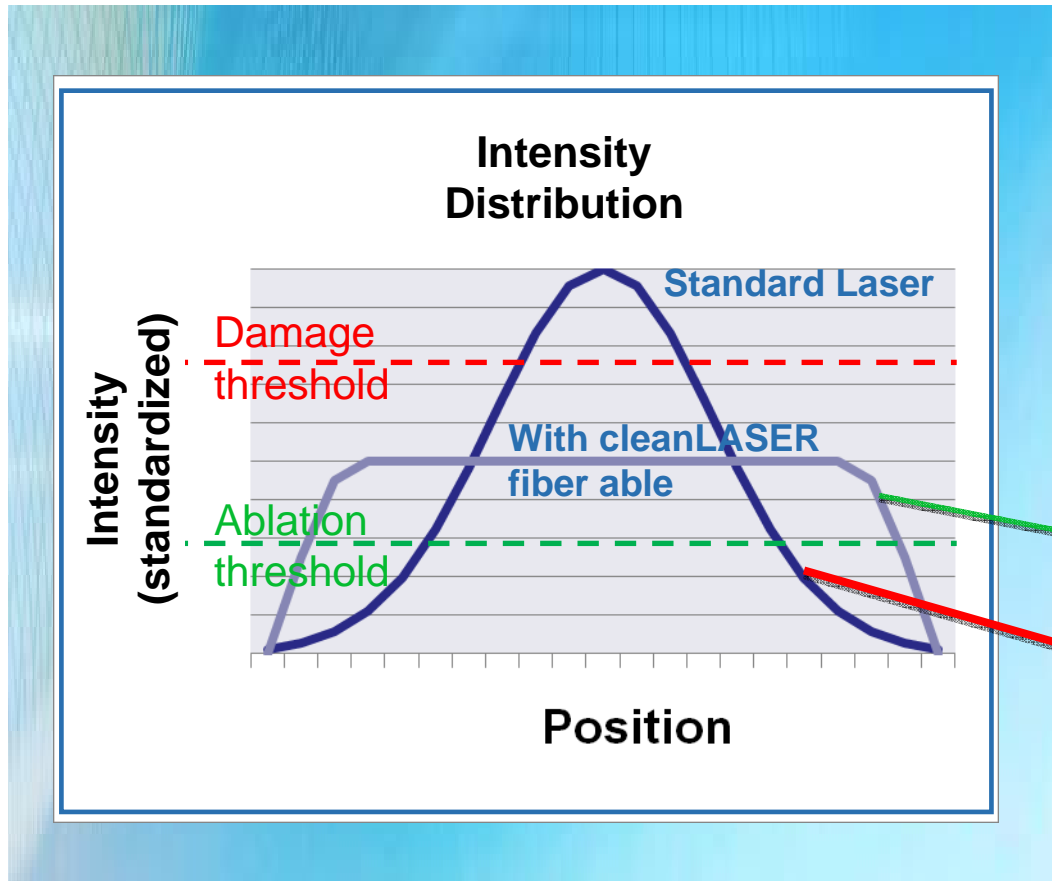 Intensity
Distribution
Standard Laser
Damage
threshold
With cleanLASER
fiber able
Ablation
threshold
Intensity
(standardized)
Position